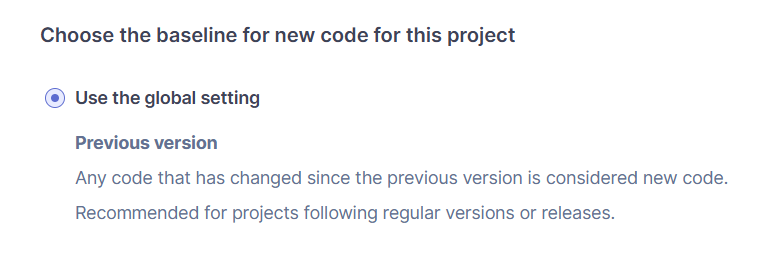 Choose the baseline for new code for this project
Use the global setting
Previous version
Any code that has changed since the previous version is considered new code.
Recommended for projects following regular versions or releases.